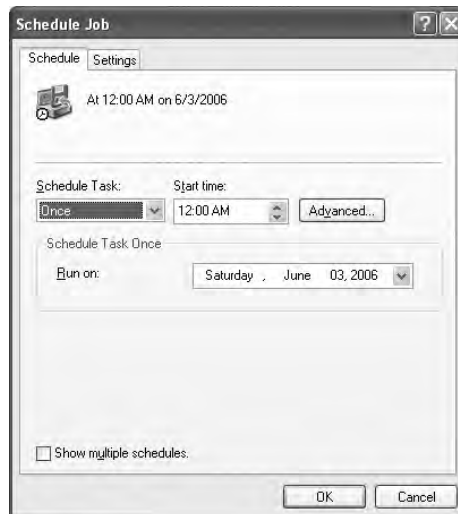 Schedule Job
Schedule Settings
At 12:00 AM on 6/3/2006
Schedule Task: Start time:
Once 12:00 AM Advanced...
Schedule Task Once
Run on: Saturday , June 03, 2006
Show multiple schedules.
OK Cancel